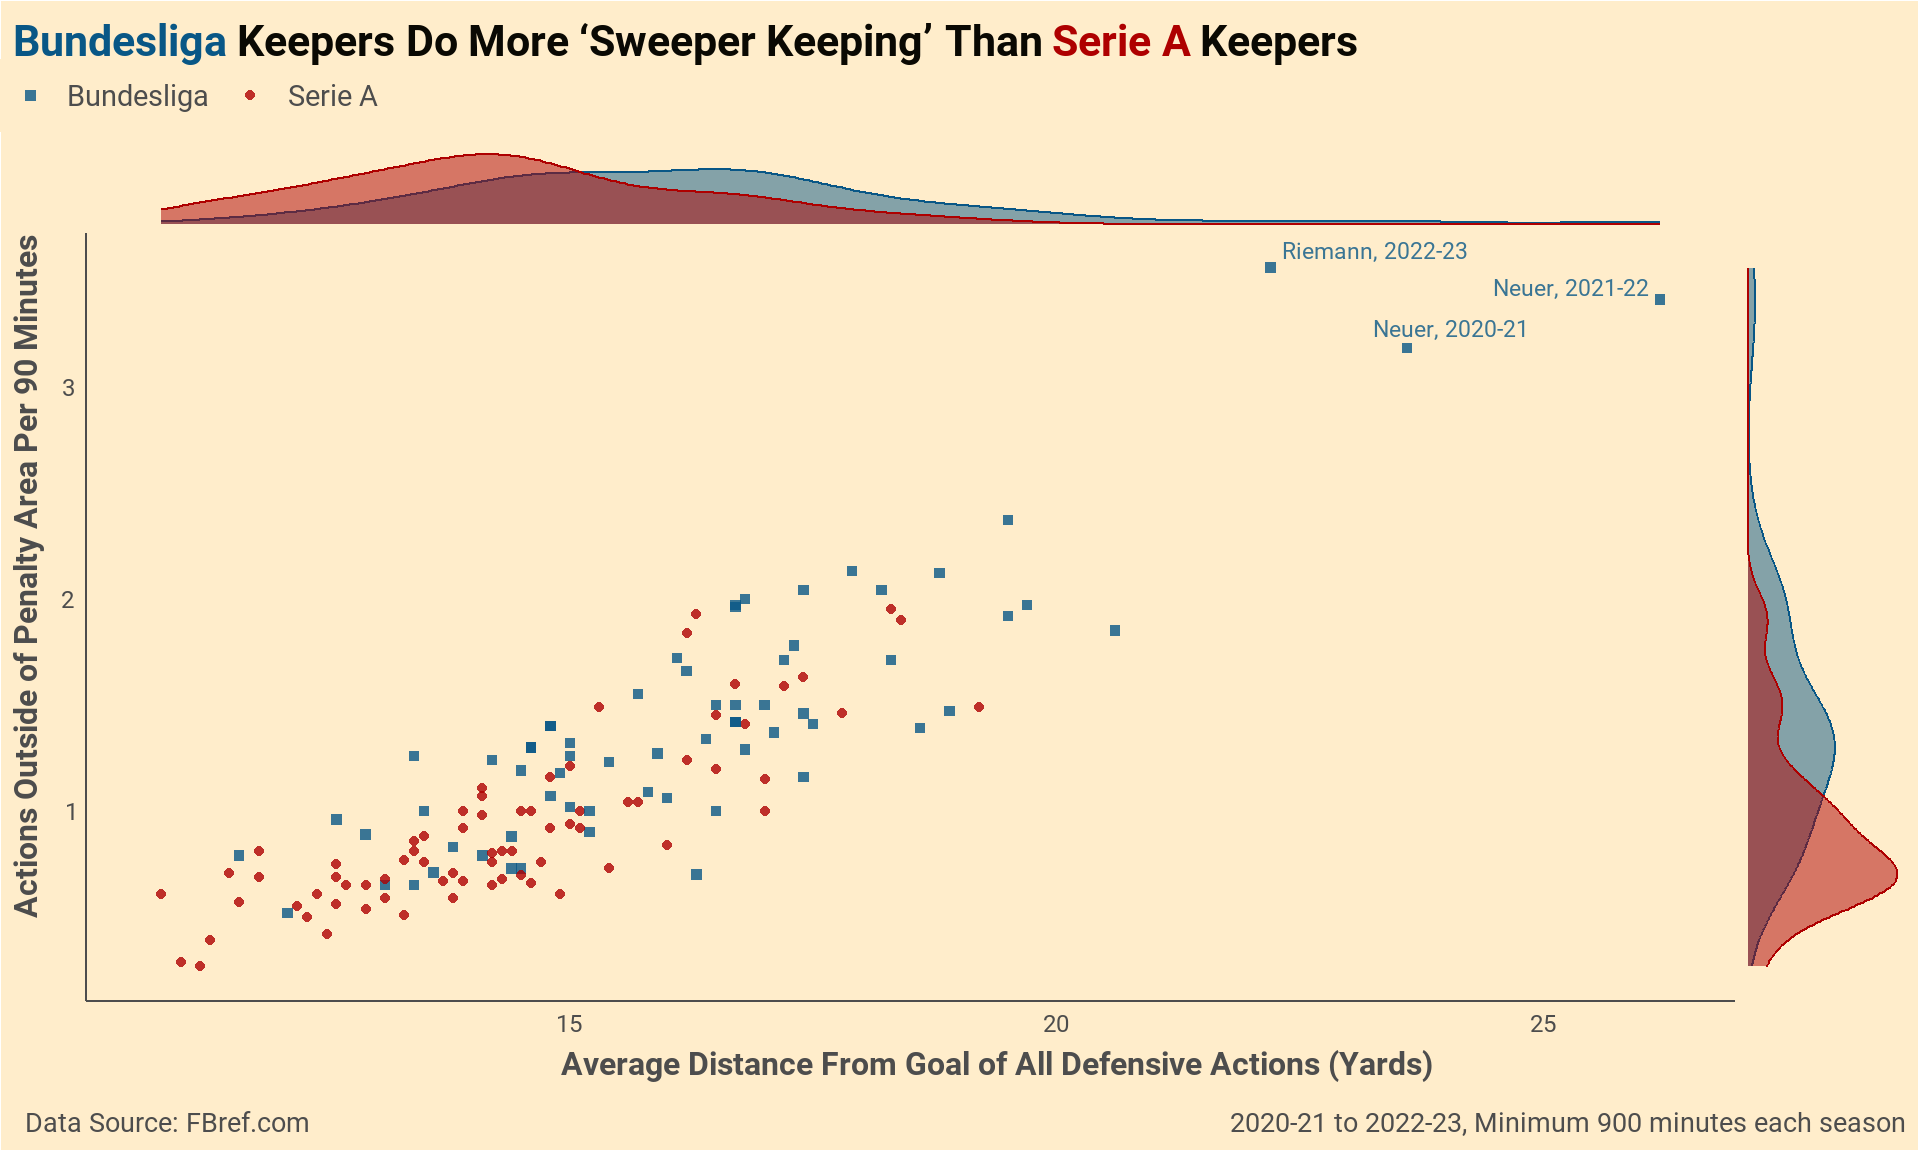 Bundesliga Keepers Do More ‘Sweeper Keeping’ Than Serie A Keepers
Bundesliga
Serie A
Riemann, 2022-23
Neuer, 2021-22
Neuer, 2020-21
Actions Outside of Penalty Area Per 90 Minutes
3
2
1
15
20
25
Average Distance From Goal of All Defensive Actions (Yards)
Data Source: FBref.com
2020-21 to 2022-23, Minimum 900 minutes each season